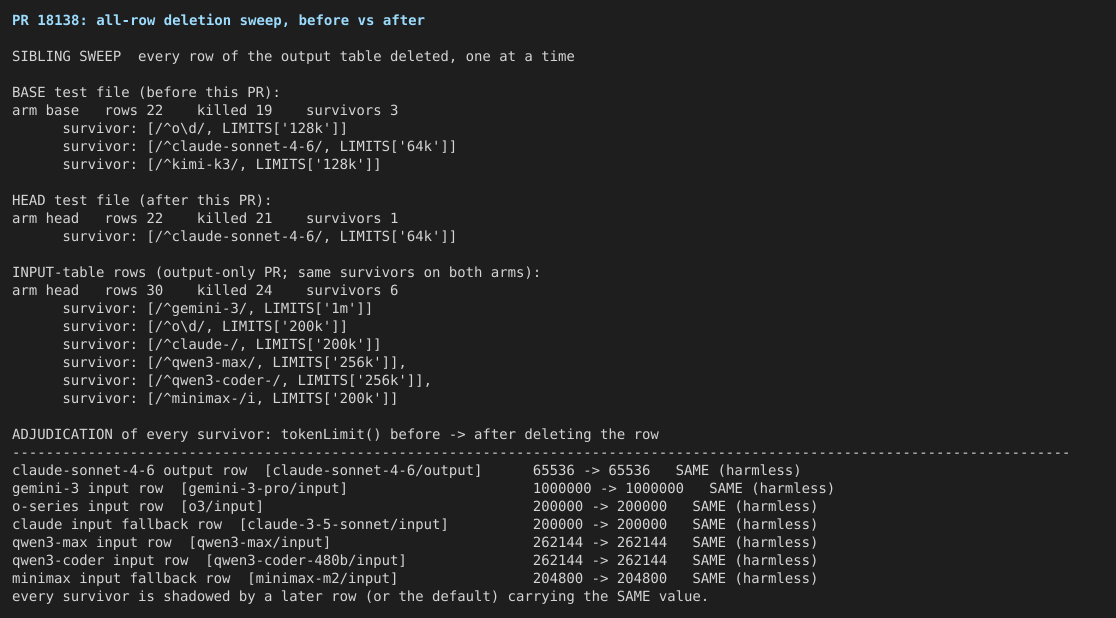 PR 18138: all-row deletion sweep, before vs after
SIBLING SWEEP  every row of the output table deleted, one at a time
BASE test file (before this PR):
arm base   rows 22    killed 19    survivors 3
      survivor: [/^o\d/, LIMITS['128k']]
      survivor: [/^claude-sonnet-4-6/, LIMITS['64k']]
      survivor: [/^kimi-k3/, LIMITS['128k']]
HEAD test file (after this PR):
arm head   rows 22    killed 21    survivors 1
      survivor: [/^claude-sonnet-4-6/, LIMITS['64k']]
INPUT-table rows (output-only PR; same survivors on both arms):
arm head   rows 30    killed 24    survivors 6
      survivor: [/^gemini-3/, LIMITS['1m']]
      survivor: [/^o\d/, LIMITS['200k']]
      survivor: [/^claude-/, LIMITS['200k']]
      survivor: [/^qwen3-max/, LIMITS['256k']],
      survivor: [/^qwen3-coder-/, LIMITS['256k']],
      survivor: [/^minimax-/i, LIMITS['200k']]
ADJUDICATION of every survivor: tokenLimit() before -> after deleting the row
------------------------------------------------------------------------------------------------------------------------------
claude-sonnet-4-6 output row  [claude-sonnet-4-6/output]      65536 -> 65536   SAME (harmless)
gemini-3 input row  [gemini-3-pro/input]                      1000000 -> 1000000   SAME (harmless)
o-series input row  [o3/input]                                200000 -> 200000   SAME (harmless)
claude input fallback row  [claude-3-5-sonnet/input]          200000 -> 200000   SAME (harmless)
qwen3-max input row  [qwen3-max/input]                        262144 -> 262144   SAME (harmless)
qwen3-coder input row  [qwen3-coder-480b/input]               262144 -> 262144   SAME (harmless)
minimax input fallback row  [minimax-m2/input]                204800 -> 204800   SAME (harmless)
every survivor is shadowed by a later row (or the default) carrying the SAME value.